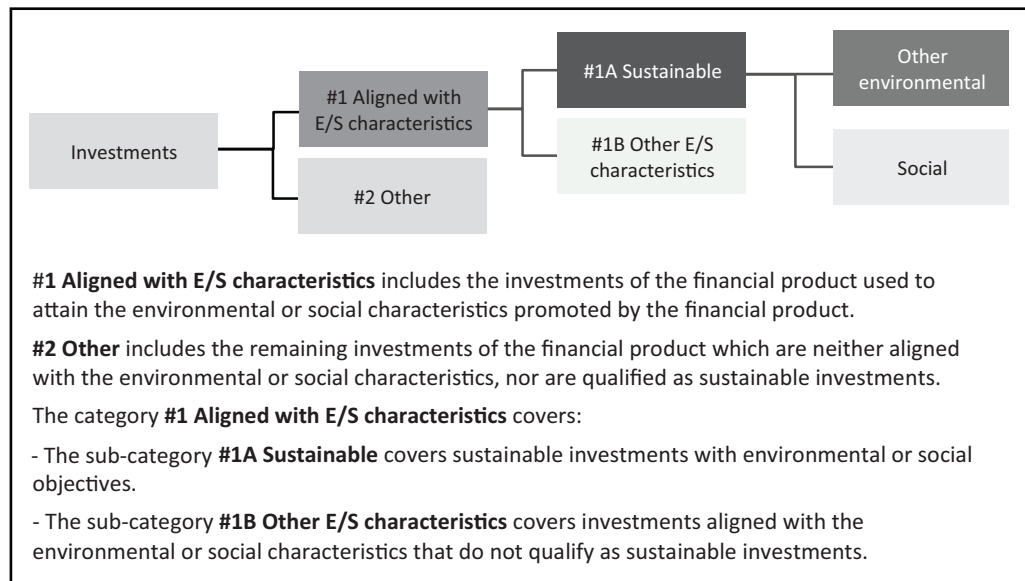 Investments
#1 Aligned with
E/S characteristics
#2 Other
#1A Sustainable
#1B Other E/S
characteristics
Other
environmental
Social
#1 Aligned with E/S characteristics includes the investments of the financial product used to
attain the environmental or social characteristics promoted by the financial product.
#2 Other includes the remaining investments of the financial product which are neither aligned
with the environmental or social characteristics, nor are qualified as sustainable investments.
The category #1 Aligned with E/S characteristics covers:
- The sub-category #1A Sustainable covers sustainable investments with environmental or social
objectives.
- The sub-category #1B Other E/S characteristics covers investments aligned with the
environmental or social characteristics that do not qualify as sustainable investments.